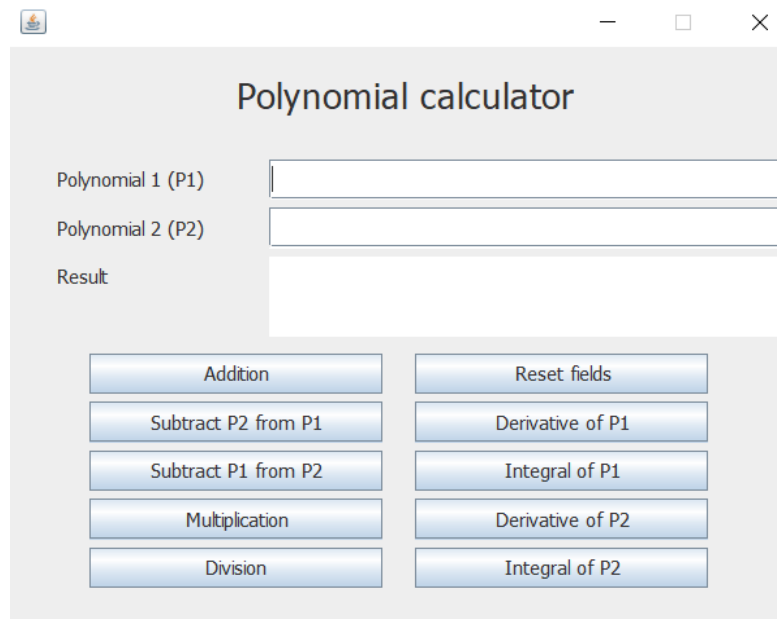 Polynomial calculator
Polynomial 1 (P1)
Polynomial 2 (P2)
Result
Addition
Reset fields
Subtract P2 from P1
Derivative of P1
Subtract P1 from P2
Integral of P1
Multiplication
Derivative of P2
Division
Integral of P2